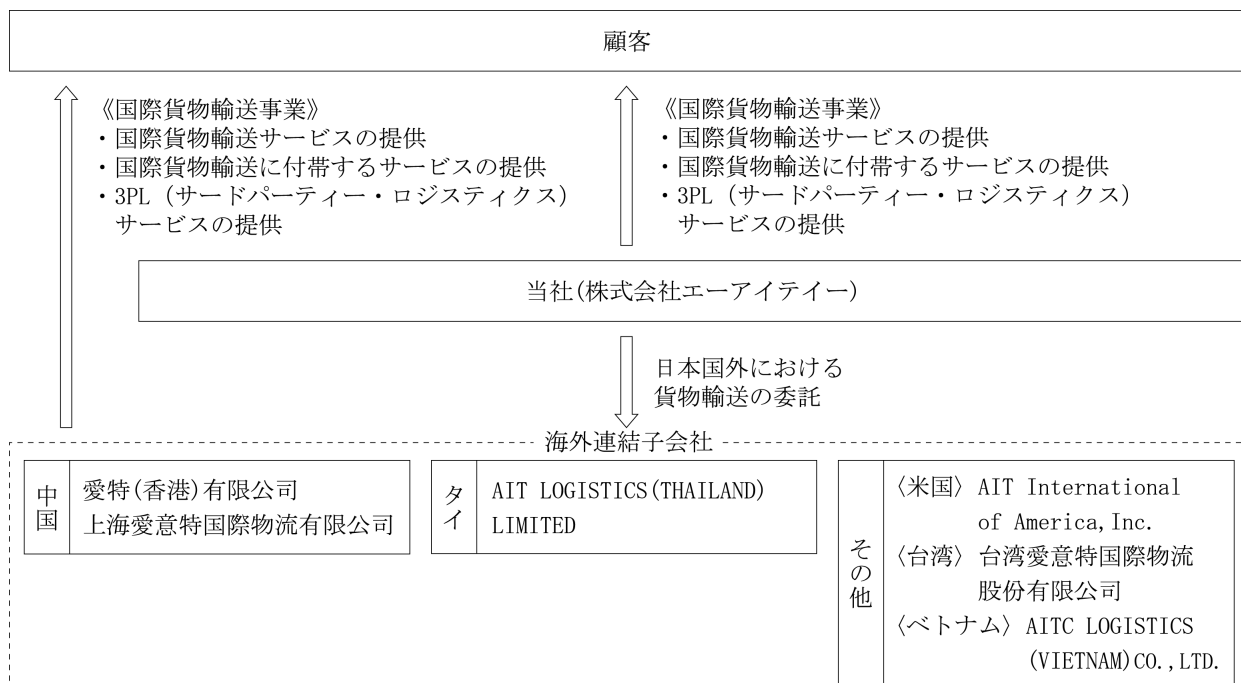 顧客
《国際貨物輸送事業》
・国際貨物輸送サービスの提供
・国際貨物輸送に付帯するサービスの提供
・3PL（サードパーティー・ロジスティクス）
サービスの提供
《国際貨物輸送事業》
・国際貨物輸送サービスの提供
・国際貨物輸送に付帯するサービスの提供
・3PL（サードパーティー・ロジスティクス）
サービスの提供
当社(株式会社エーアイテイー)
日本国外における
貨物輸送の委託
海外連結子会社
中国
愛特(香港)有限公司
上海愛意特国際物流有限公司
タイ
AIT LOGISTICS(THAILAND)
LIMITED
その他
〈米国〉AIT International
of America,Inc.
〈台湾〉台湾愛意特国際物流
股份有限公司
〈ベトナム〉AITC LOGISTICS
(VIETNAM)CO.,LTD.